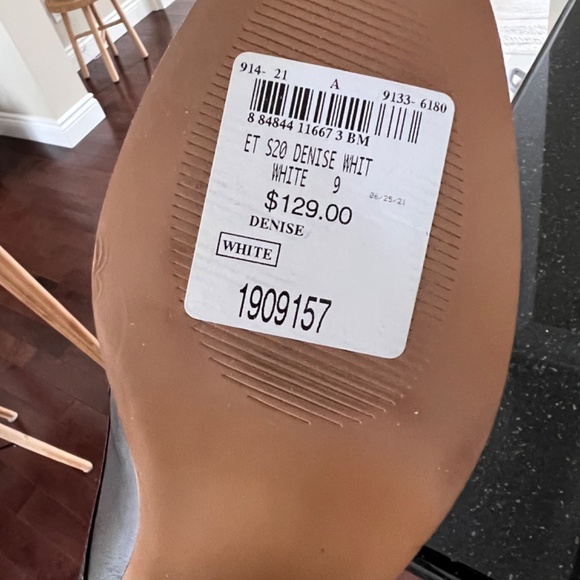 914- 21 A 9133- 6180
8 84844 11667 3 BM
ET S20 DENISE WHIT
WHITE 9
06/25/21
$129.00
DENISE
WHITE
1909157